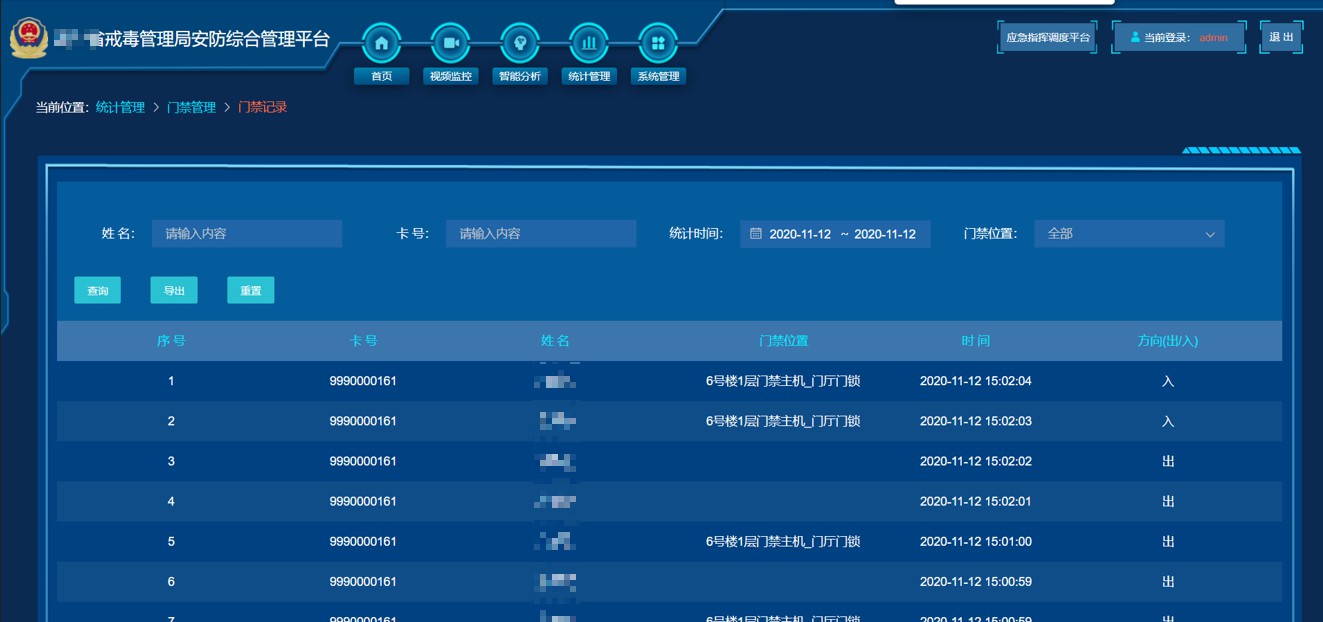 省戒毒管理局安防综合管理平台
首页 视频监控 智能分析 统计管理 系统管理
应急指挥调度平台 当前登录: admin 退出
当前位置: 统计管理 > 门禁管理 > 门禁记录
姓名: 请输入内容 卡号: 请输入内容 统计时间: 2020-11-12 ~ 2020-11-12 门禁位置: 全部
查询 导出 重置
序号 卡号 姓名 门禁位置 时间 方向(出/入)
1 9990000161 6号楼1层门禁主机_门厅门锁 2020-11-12 15:02:04 入
2 9990000161 6号楼1层门禁主机_门厅门锁 2020-11-12 15:02:03 入
3 9990000161 2020-11-12 15:02:02 出
4 9990000161 2020-11-12 15:02:01 出
5 9990000161 6号楼1层门禁主机_门厅门锁 2020-11-12 15:01:00 出
6 9990000161 2020-11-12 15:00:59 出
7 9990000161 6号楼1层门禁主机_门厅门锁 2020-11-12 15:00:59 出